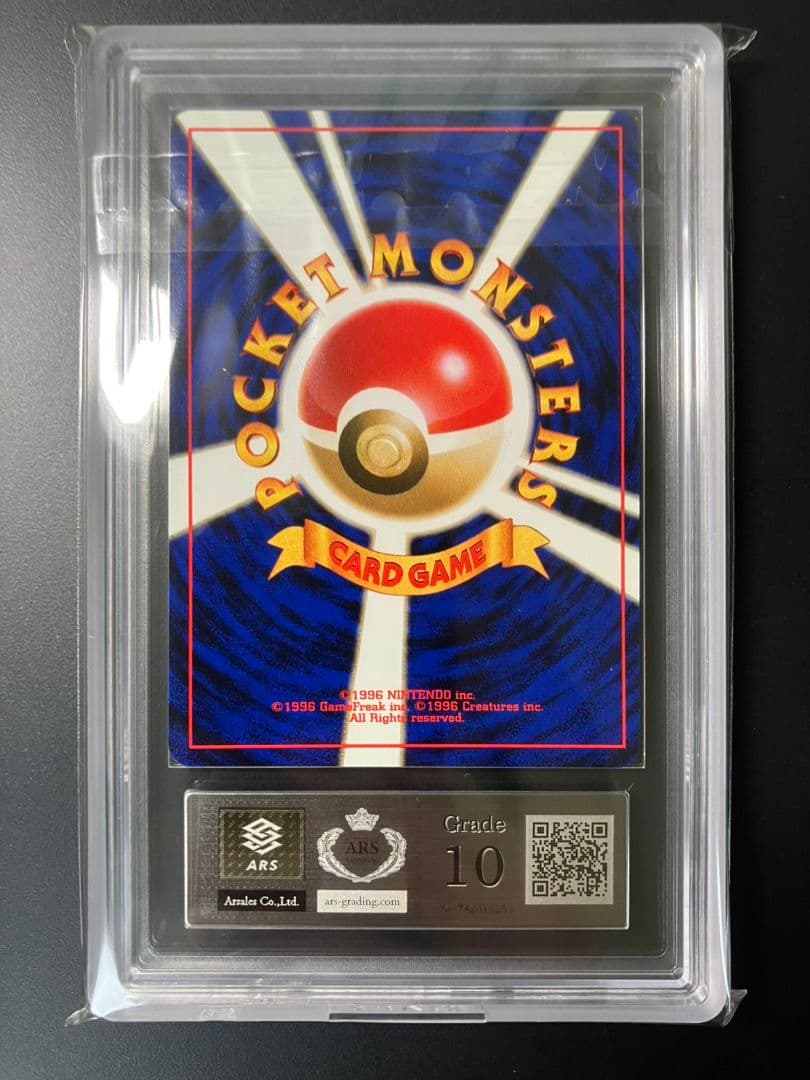 POCKET MONSTERS
CARD GAME
©1996 NINTENDO inc.
©1996 GameFreak inc. ©1996 Creatures inc.
All Rights reserved.
ARS
Arsales Co.,Ltd.
ARS
ars-grading.com
Grade
10